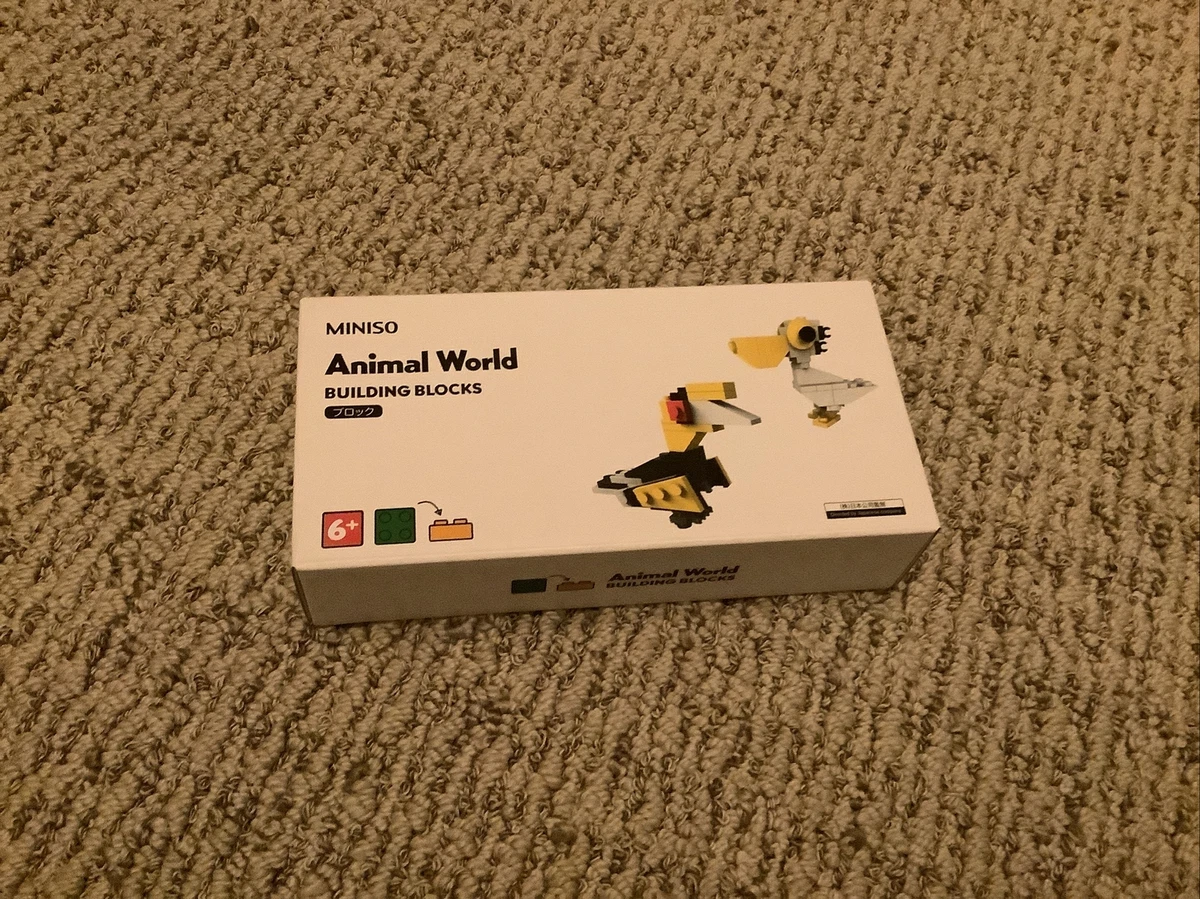 MINISO
Animal World
BUILDING BLOCKS
ブロック
6+
Animal World
BUILDING BLOCKS